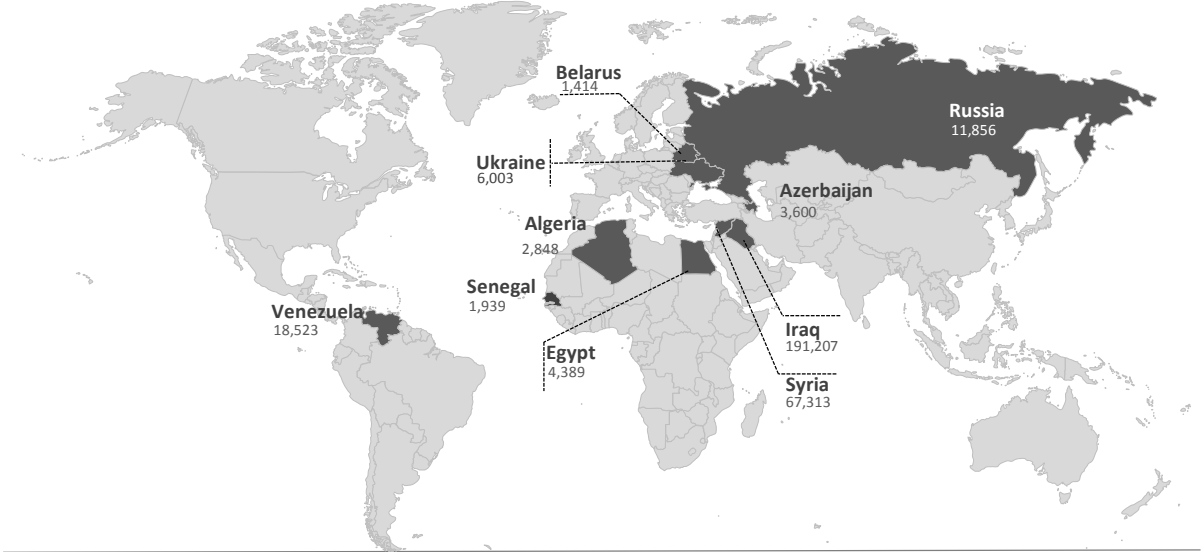 Belarus
1,414
Russia
11,856
Ukraine
6,003
Azerbaijan
3,600
Algeria
2,848
Senegal
1,939
Venezuela
18,523
Iraq
191,207
Egypt
4,389
Syria
67,313